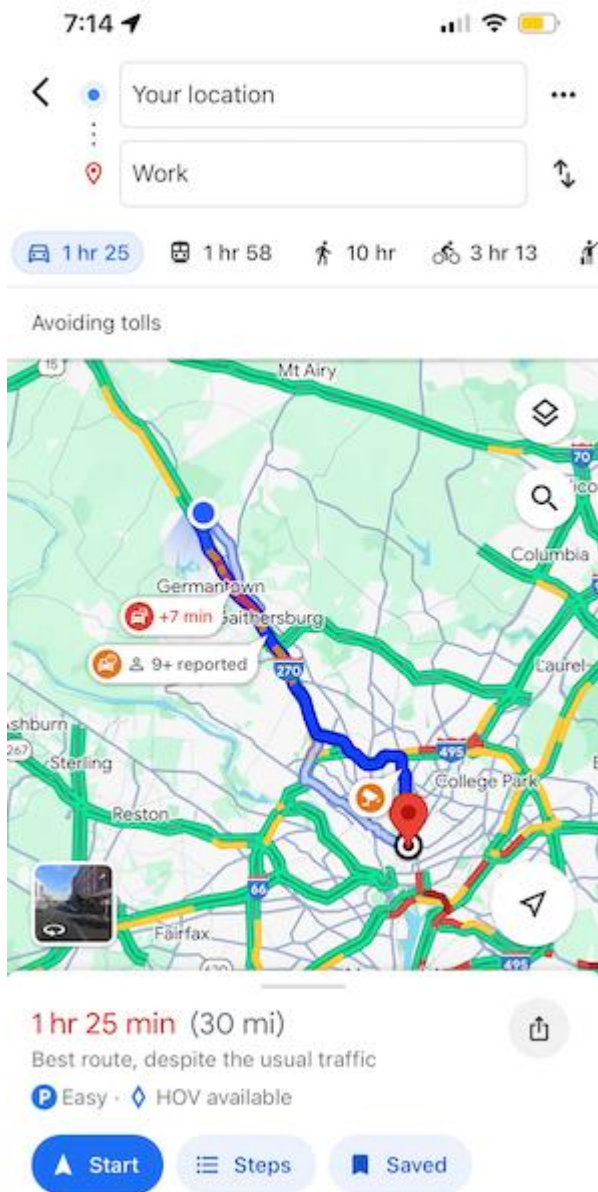 7:14
Your location
Work
1 hr 25
1 hr 58
10 hr
3 hr 13
Avoiding tolls
15
Mt Airy
70
Columbia
Germantown
+7 min
Gaithersburg
9+ reported
270
Laurel
shburn
267
Sterling
495
College Park
Reston
66
Fairfax
495
1 hr 25 min (30 mi)
Best route, despite the usual traffic
P Easy · HOV available
Start
Steps
Saved